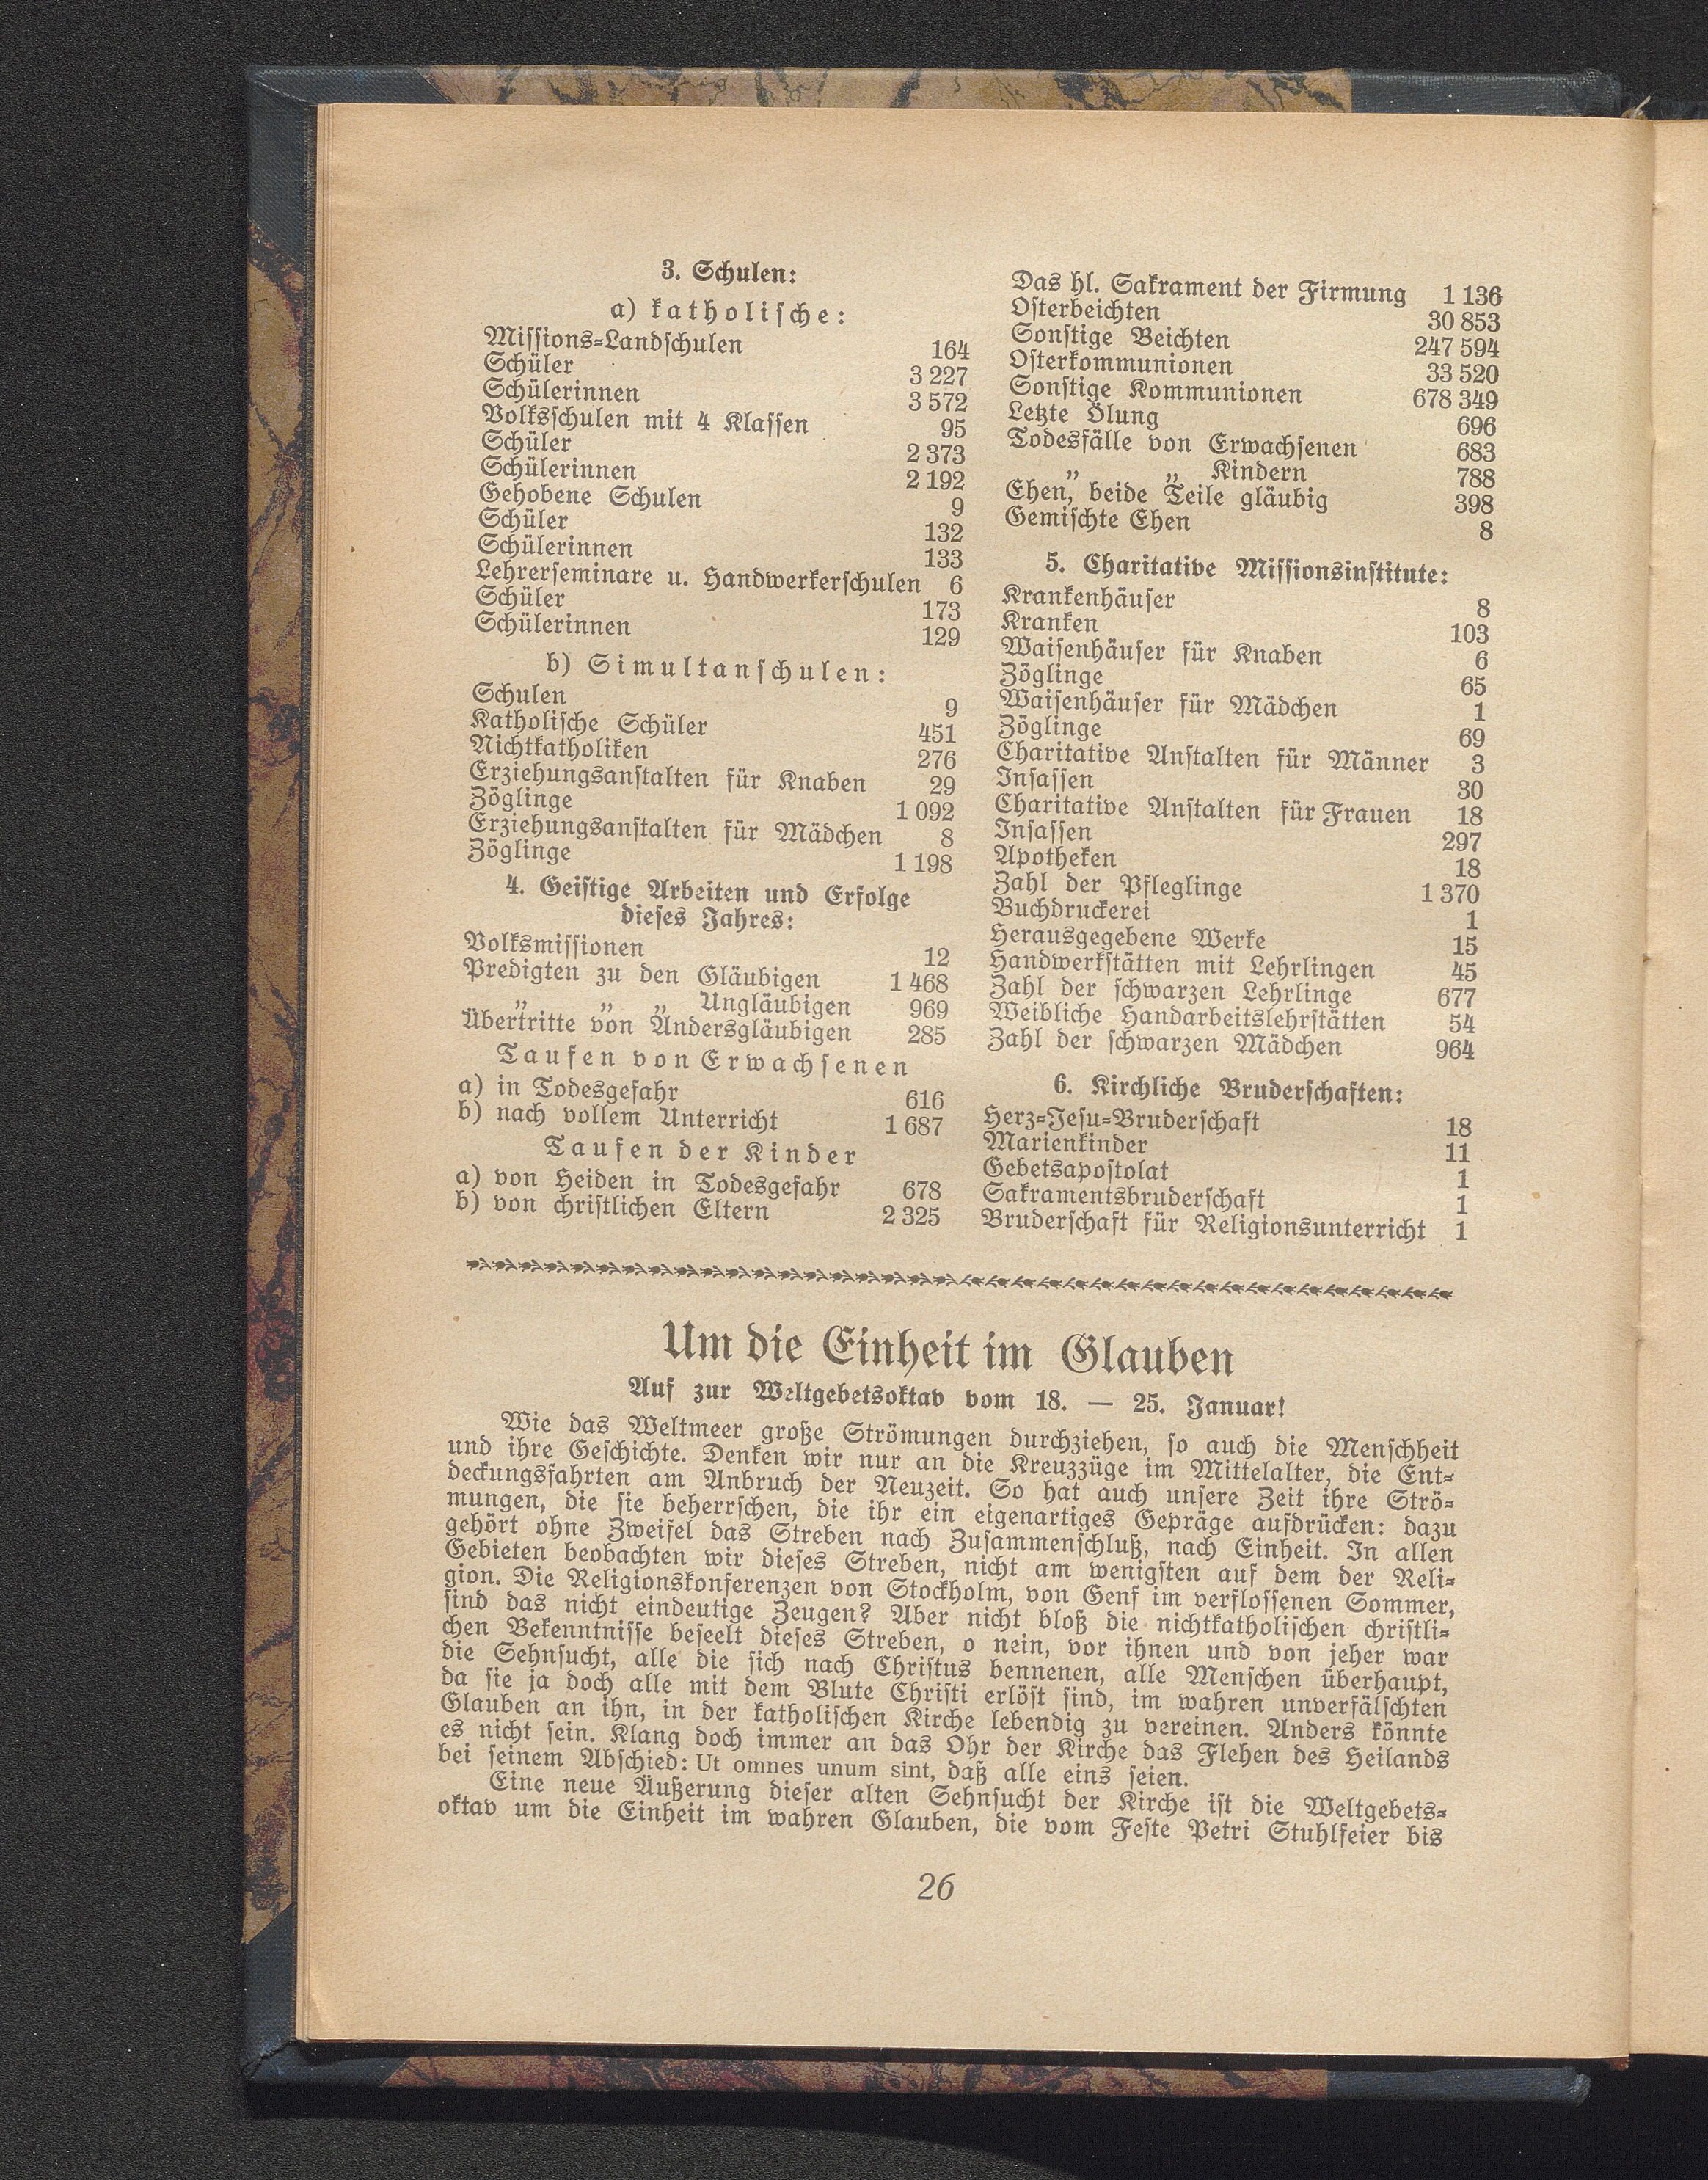 3. Schulen:
a) katholische:
Missions-Landschulen 164
Schüler 3 227
Schülerinnen 3 572
Volksschulen mit 4 Klassen 95
Schüler 2 373
Schülerinnen 2 192
Gehobene Schulen 9
Schüler 132
Schülerinnen 133
Lehrerseminare u. Handwerkerschulen 6
Schüler 173
Schülerinnen 129
b) Simultanschulen:
Schulen 9
Katholische Schüler 451
Nichtkatholiken 276
Erziehungsanstalten für Knaben 29
Zöglinge 1 092
Erziehungsanstalten für Mädchen 8
Zöglinge 1 198
4. Geistige Arbeiten und Erfolge
dieses Jahres:
Volksmissionen 12
Predigten zu den Gläubigen 1 468
„ „ „ Ungläubigen 969
Übertritte von Andersgläubigen 285
Taufen von Erwachsenen
a) in Todesgefahr 616
b) nach vollem Unterricht 1 687
Taufen der Kinder
a) von Heiden in Todesgefahr 678
b) von christlichen Eltern 2 325
Das hl. Sakrament der Firmung 1 136
Osterbeichten 30 853
Sonstige Beichten 247 594
Osterkommunionen 33 520
Sonstige Kommunionen 678 349
Letzte Ölung 696
Todesfälle von Erwachsenen 683
„ „ Kindern 788
Ehen, beide Teile gläubig 398
Gemischte Ehen 8
5. Charitative Missionsinstitute:
Krankenhäuser 8
Kranken 103
Waisenhäuser für Knaben 6
Zöglinge 65
Waisenhäuser für Mädchen 1
Zöglinge 69
Charitative Anstalten für Männer 3
Insassen 30
Charitative Anstalten für Frauen 18
Insassen 297
Apotheken 18
Zahl der Pfleglinge 1 370
Buchdruckerei 1
Herausgegebene Werke 15
Handwerkstätten mit Lehrlingen 45
Zahl der schwarzen Lehrlinge 677
Weibliche Handarbeitslehrstätten 54
Zahl der schwarzen Mädchen 964
6. Kirchliche Bruderschaften:
Herz-Jesu-Bruderschaft 18
Marienkinder 11
Gebetsapostolat 1
Sakramentsbruderschaft 1
Bruderschaft für Religionsunterricht 1
Um die Einheit im Glauben
Auf zur Weltgebetsoktav vom 18. — 25. Januar!
Wie das Weltmeer große Strömungen durchziehen, so auch die Menschheit
und ihre Geschichte. Denken wir nur an die Kreuzzüge im Mittelalter, die Ent-
deckungsfahrten am Anbruch der Neuzeit. So hat auch unsere Zeit ihre Strö-
mungen, die sie beherrschen, die ihr ein eigenartiges Gepräge aufdrücken: dazu
gehört ohne Zweifel das Streben nach Zusammenschluß, nach Einheit. In allen
Gebieten beobachten wir dieses Streben, nicht am wenigsten auf dem der Reli-
gion. Die Religionskonferenzen von Stockholm, von Genf im verflossenen Sommer,
sind das nicht eindeutige Zeugen? Aber nicht bloß die nichtkatholischen christli-
chen Bekenntnisse beseelt dieses Streben, o nein, vor ihnen und von jeher war
die Sehnsucht, alle die sich nach Christus bennenen, alle Menschen überhaupt,
da sie ja doch alle mit dem Blute Christi erlöst sind, im wahren unverfälschten
Glauben an ihn, in der katholischen Kirche lebendig zu vereinen. Anders könnte
es nicht sein. Klang doch immer an das Ohr der Kirche das Flehen des Heilands
bei seinem Abschied: Ut omnes unum sint, daß alle eins seien.
Eine neue Äußerung dieser alten Sehnsucht der Kirche ist die Weltgebets-
oktav um die Einheit im wahren Glauben, die vom Feste Petri Stuhlfeier bis
26